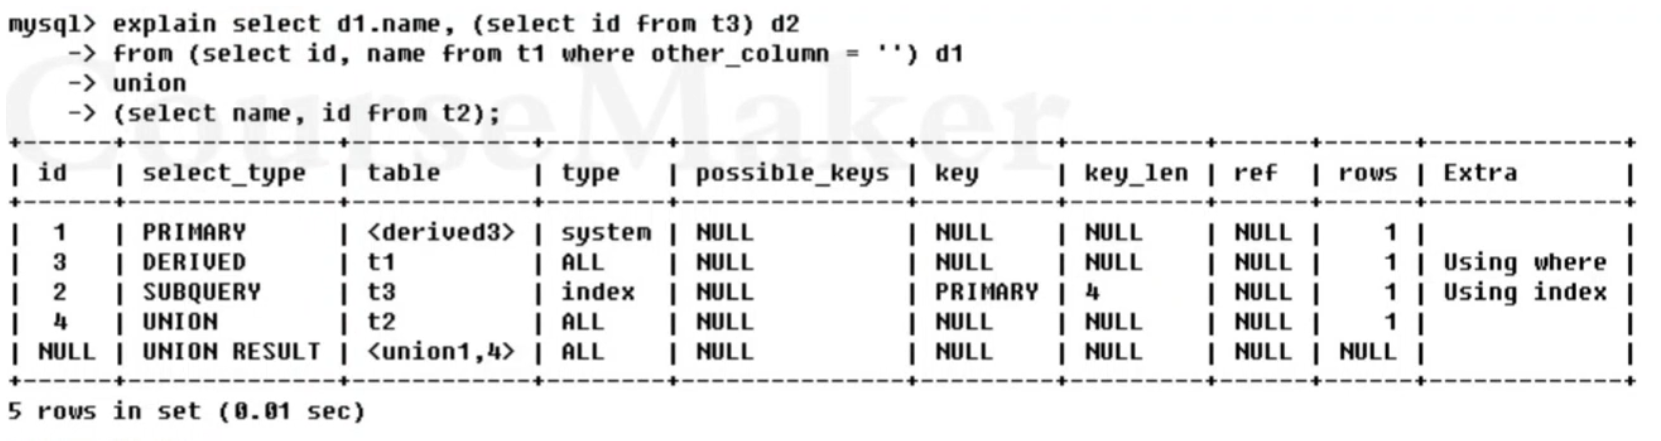 mysql> explain select d1.name, (select id from t3) d2
    -> from (select id, name from t1 where other_column = '') d1
    -> union
    -> (select name, id from t2);
+------+--------------+------------+--------+---------------+---------+---------+------+------+-------------+
| id   | select_type  | table      | type   | possible_keys | key     | key_len | ref  | rows | Extra       |
+------+--------------+------------+--------+---------------+---------+---------+------+------+-------------+
|  1   | PRIMARY      | <derived3> | system | NULL          | NULL    | NULL    | NULL |    1 |             |
|  3   | DERIVED      | t1         | ALL    | NULL          | NULL    | NULL    | NULL |    1 | Using where |
|  2   | SUBQUERY     | t3         | index  | NULL          | PRIMARY | 4       | NULL |    1 | Using index |
|  4   | UNION        | t2         | ALL    | NULL          | NULL    | NULL    | NULL |    1 |             |
| NULL | UNION RESULT | <union1,4> | ALL    | NULL          | NULL    | NULL    | NULL | NULL |             |
+------+--------------+------------+--------+---------------+---------+---------+------+------+-------------+
5 rows in set (0.01 sec)
CourseMaker